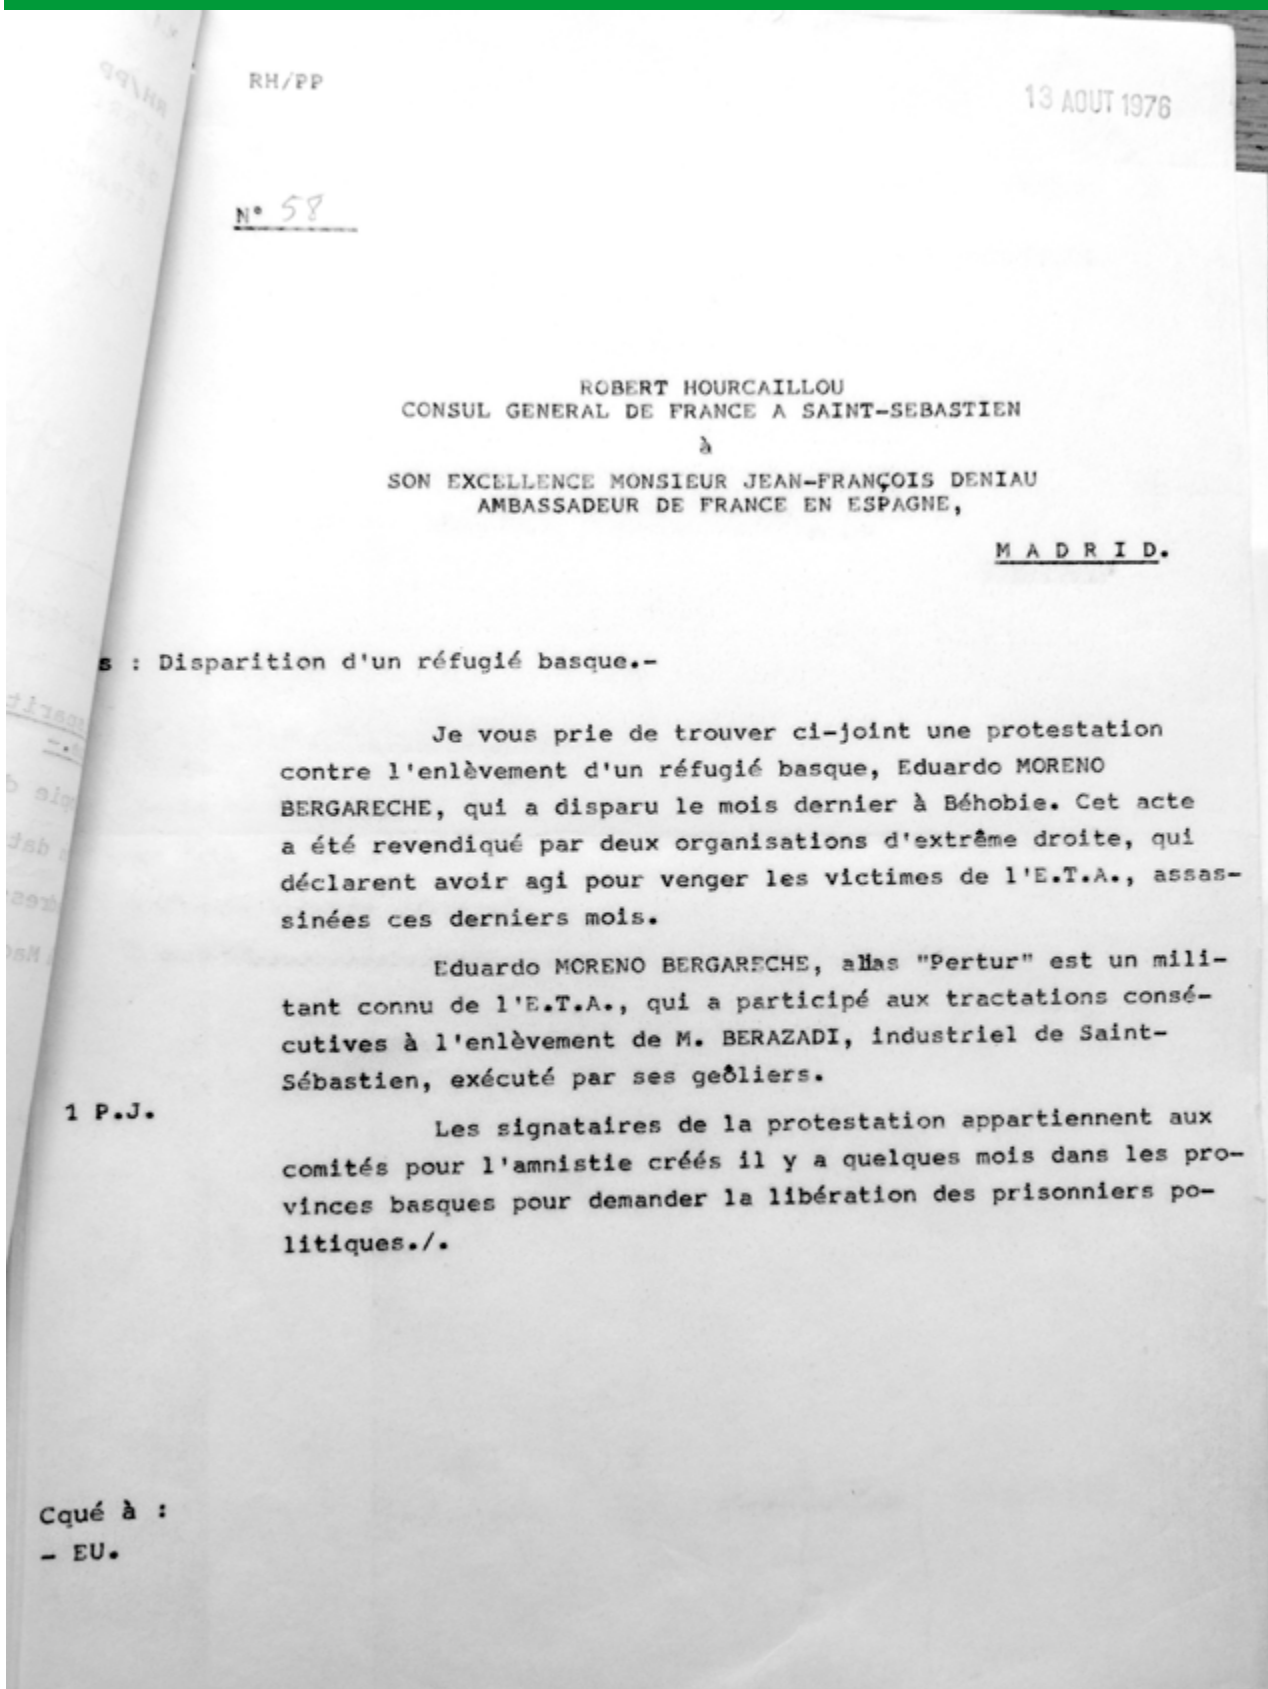 RH/PP
13 AOUT 1976
N° 58
ROBERT HOURCAILLOU
CONSUL GENERAL DE FRANCE A SAINT-SEBASTIEN
à
SON EXCELLENCE MONSIEUR JEAN-FRANÇOIS DENIAU
AMBASSADEUR DE FRANCE EN ESPAGNE,
MADRID.
s : Disparition d'un réfugié basque.-
Je vous prie de trouver ci-joint une protestation
contre l'enlèvement d'un réfugié basque, Eduardo MORENO
BERGARECHE, qui a disparu le mois dernier à Béhobie. Cet acte
a été revendiqué par deux organisations d'extrême droite, qui
déclarent avoir agi pour venger les victimes de l'E.T.A., assas-
sinées ces derniers mois.
Eduardo MORENO BERGARECHE, alias "Pertur" est un mili-
tant connu de l'E.T.A., qui a participé aux tractations consé-
cutives à l'enlèvement de M. BERAZADI, industriel de Saint-
Sébastien, exécuté par ses geôliers.
1 P.J.
Les signataires de la protestation appartiennent aux
comités pour l'amnistie créés il y a quelques mois dans les pro-
vinces basques pour demander la libération des prisonniers po-
litiques./.
Cqué à :
- EU.